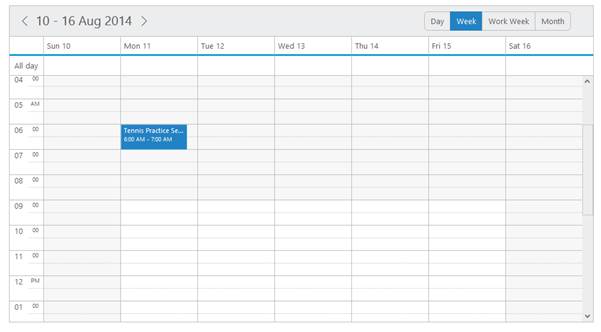 10 - 16 Aug 2014
Day Week Work Week Month
Sun 10 Mon 11 Tue 12 Wed 13 Thu 14 Fri 15 Sat 16
All day
04 00
05 AM
06 00
Tennis Practice Se...
6:00 AM - 7:00 AM
07 00
08 00
09 00
10 00
11 00
12 PM
01 00